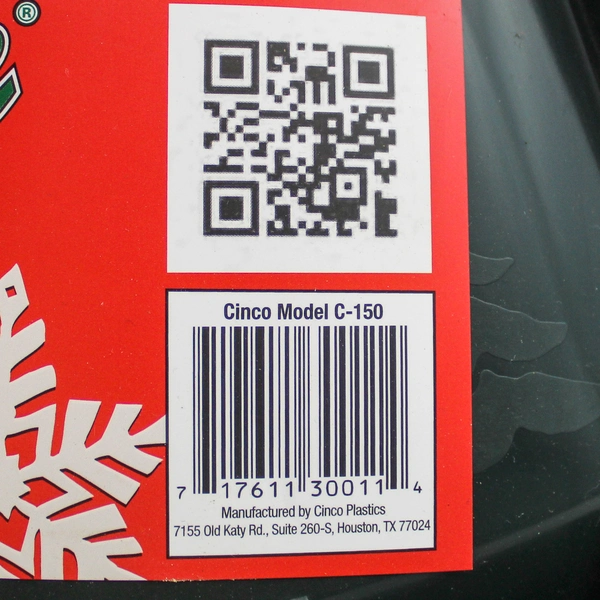 ®
Cinco Model C-150
7 17611 30011 4
Manufactured by Cinco Plastics
7155 Old Katy Rd., Suite 260-S, Houston, TX 77024